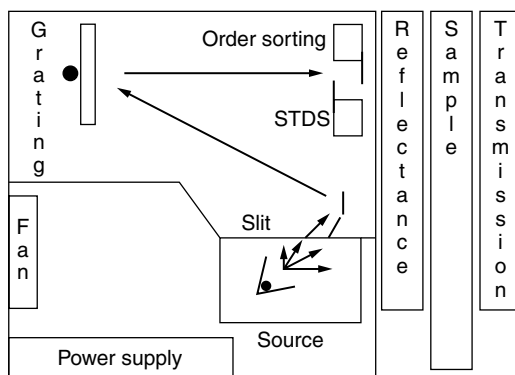 Grating
Order sorting
STDS
Reflectance
Sample
Transmission
Fan
Slit
Source
Power supply